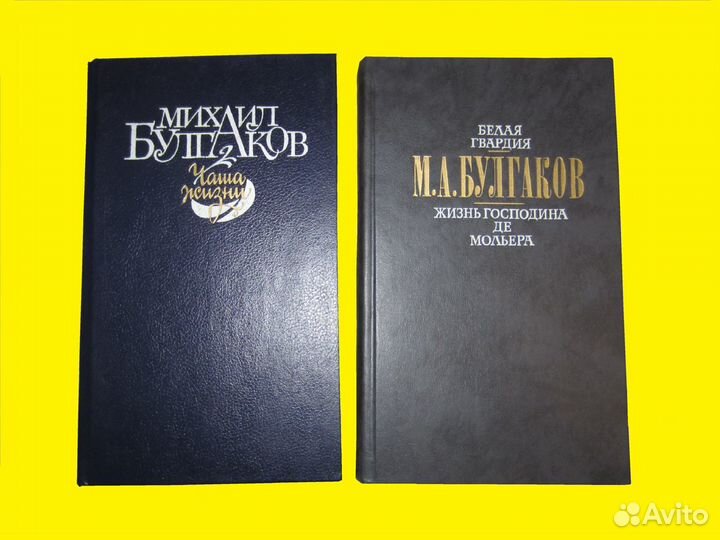 МИХАИЛ
БУЛГАКОВ
Чаша
жизни
БЕЛАЯ
ГВАРДИЯ
М.А.БУЛГАКОВ
ЖИЗНЬ ГОСПОДИНА
ДЕ
МОЛЬЕРА
Avito